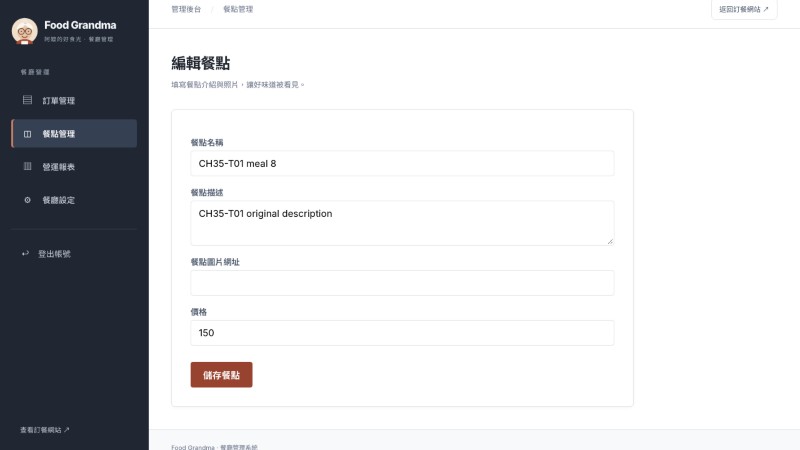 Food Grandma
阿嬤的好食光 · 餐廳管理
餐廳管理
訂單管理
餐點管理
營運報表
餐廳設定
登出帳號
查看訂餐網站 ↗
管理後台 | 餐點管理
返回訂餐網站 ↗
編輯餐點
填寫餐點介紹與照片，讓好味道被看見。
餐點名稱
CH35-T01 meal 8
餐點描述
CH35-T01 original description
餐點圖片網址
價格
150
儲存餐點
Food Grandma · 餐廳管理系統